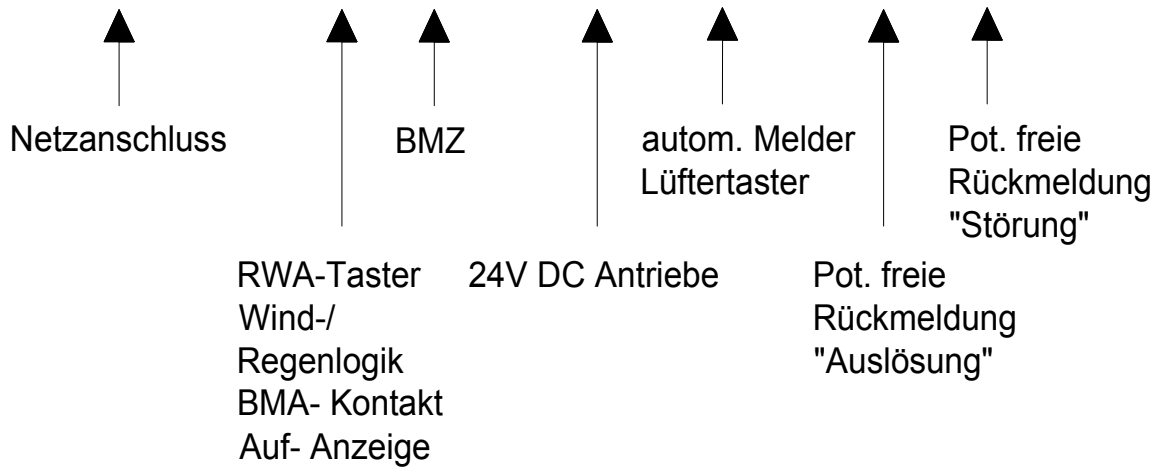 Netzanschluss
BMZ
autom. Melder
Lüftertaster
Pot. freie
Rückmeldung
"Störung"
RWA-Taster
Wind-/
Regenlogik
BMA- Kontakt
Auf- Anzeige
24V DC Antriebe
Pot. freie
Rückmeldung
"Auslösung"